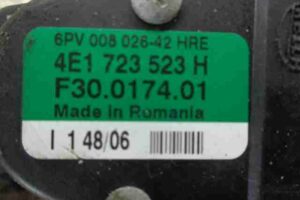 6PV 008 026-42 HRE
4E1 723 523 H
F30.0174.01
Made in Romania
I 1 48/06